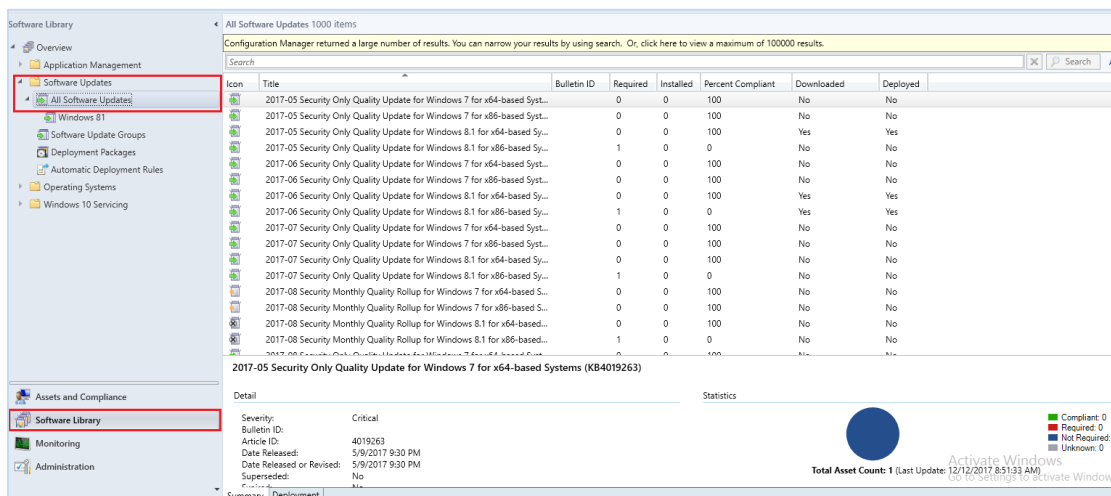 Software Library
All Software Updates 1000 items
Overview
Application Management
Software Updates
All Software Updates
Windows 81
Software Update Groups
Deployment Packages
Automatic Deployment Rules
Operating Systems
Windows 10 Servicing
Assets and Compliance
Software Library
Monitoring
Administration
Configuration Manager returned a large number of results. You can narrow your results by using search. Or, click here to view a maximum of 100000 results.
Search Search
Icon Title Bulletin ID Required Installed Percent Compliant Downloaded Deployed
2017-05 Security Only Quality Update for Windows 7 for x64-based Syst... 0 0 100 No No
2017-05 Security Only Quality Update for Windows 7 for x86-based Syst... 0 0 100 No No
2017-05 Security Only Quality Update for Windows 8.1 for x64-based Sy... 0 0 100 Yes Yes
2017-05 Security Only Quality Update for Windows 8.1 for x86-based Sy... 1 0 0 No No
2017-06 Security Only Quality Update for Windows 7 for x64-based Syst... 0 0 100 No No
2017-06 Security Only Quality Update for Windows 7 for x86-based Syst... 0 0 100 No No
2017-06 Security Only Quality Update for Windows 8.1 for x64-based Sy... 0 0 100 Yes Yes
2017-06 Security Only Quality Update for Windows 8.1 for x86-based Sy... 1 0 0 Yes Yes
2017-07 Security Only Quality Update for Windows 7 for x64-based Syst... 0 0 100 No No
2017-07 Security Only Quality Update for Windows 7 for x86-based Syst... 0 0 100 No No
2017-07 Security Only Quality Update for Windows 8.1 for x64-based Sy... 0 0 100 No No
2017-07 Security Only Quality Update for Windows 8.1 for x86-based Sy... 1 0 0 No No
2017-08 Security Monthly Quality Rollup for Windows 7 for x64-based S... 0 0 100 No No
2017-08 Security Monthly Quality Rollup for Windows 7 for x86-based S... 0 0 100 No No
2017-08 Security Monthly Quality Rollup for Windows 8.1 for x64-based... 0 0 100 No No
2017-08 Security Monthly Quality Rollup for Windows 8.1 for x86-based... 1 0 0 No No
2017-08 Security Only Quality Update for Windows 7 for x64-based Syst... 0 0 100 No No
2017-05 Security Only Quality Update for Windows 7 for x64-based Systems (KB4019263)
Detail
Severity: Critical
Bulletin ID:
Article ID: 4019263
Date Released: 5/9/2017 9:30 PM
Date Released or Revised: 5/9/2017 9:30 PM
Superseded: No
Statistics
Compliant: 0
Required: 0
Not Required:
Unknown: 0
Total Asset Count: 1 (Last Update: 12/12/2017 8:51:33 AM)
Activate Windows
Go to Settings to activate Window
Summary Deployment